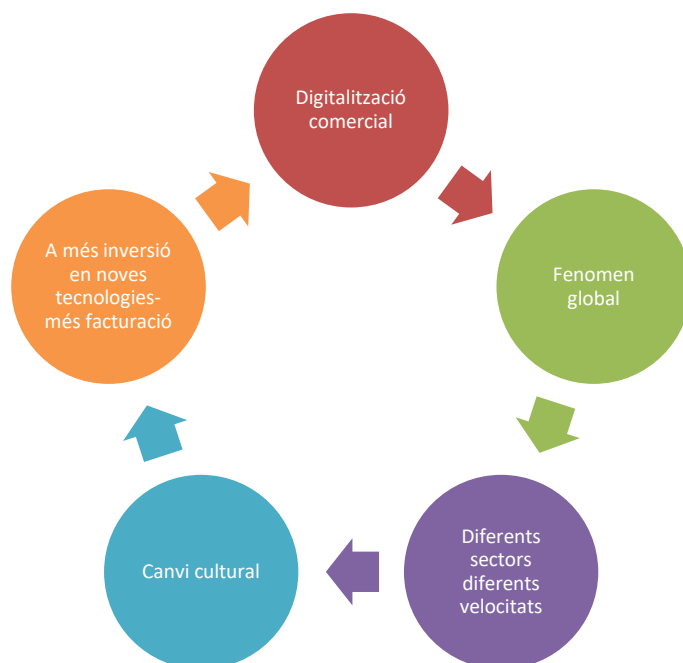 Digitalització
comercial
Fenomen
global
Diferents
sectors
diferents
velocitats
Canvi cultural
A més inversió
en noves
tecnologies-
més facturació